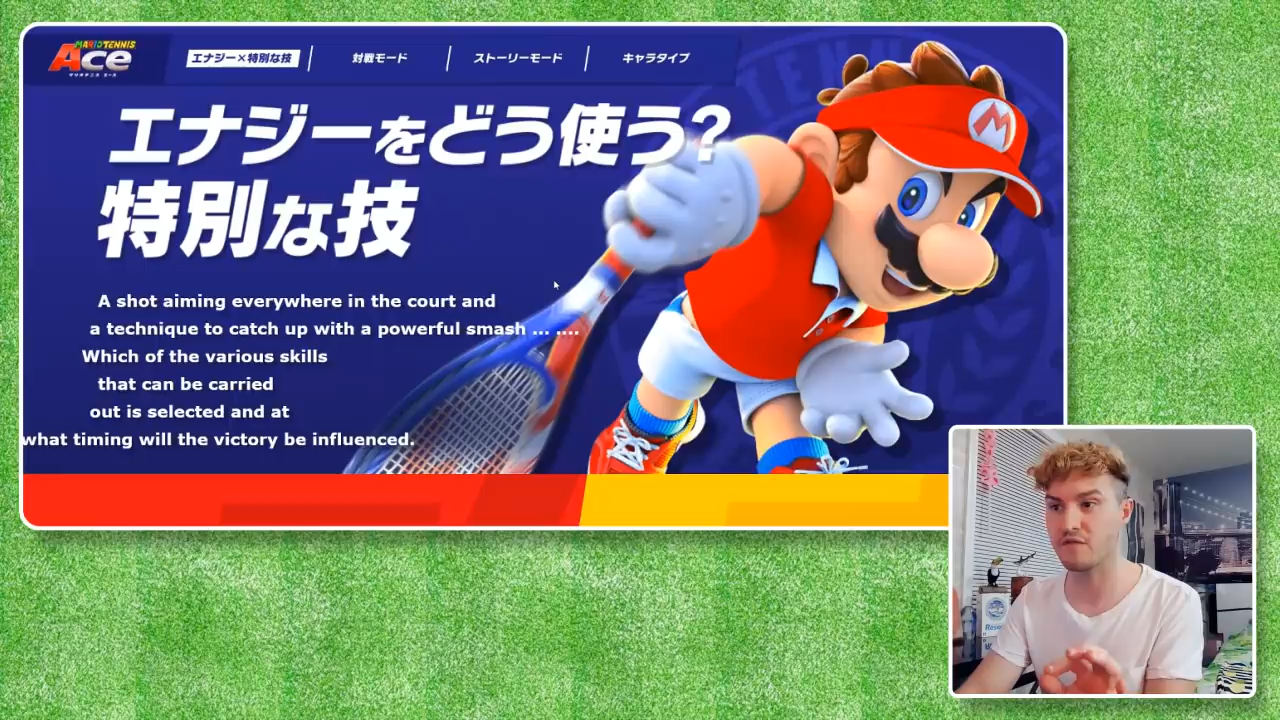 MARIO TENNIS
Ace
マリオテニス エース
エナジー×特別な技
対戦モード
ストーリーモード
キャラタイプ
エナジーをどう使う?
特別な技
A shot aiming everywhere in the court and
a technique to catch up with a powerful smash ... ....
Which of the various skills
that can be carried
out is selected and at
what timing will the victory be influenced.
M
TENNIS